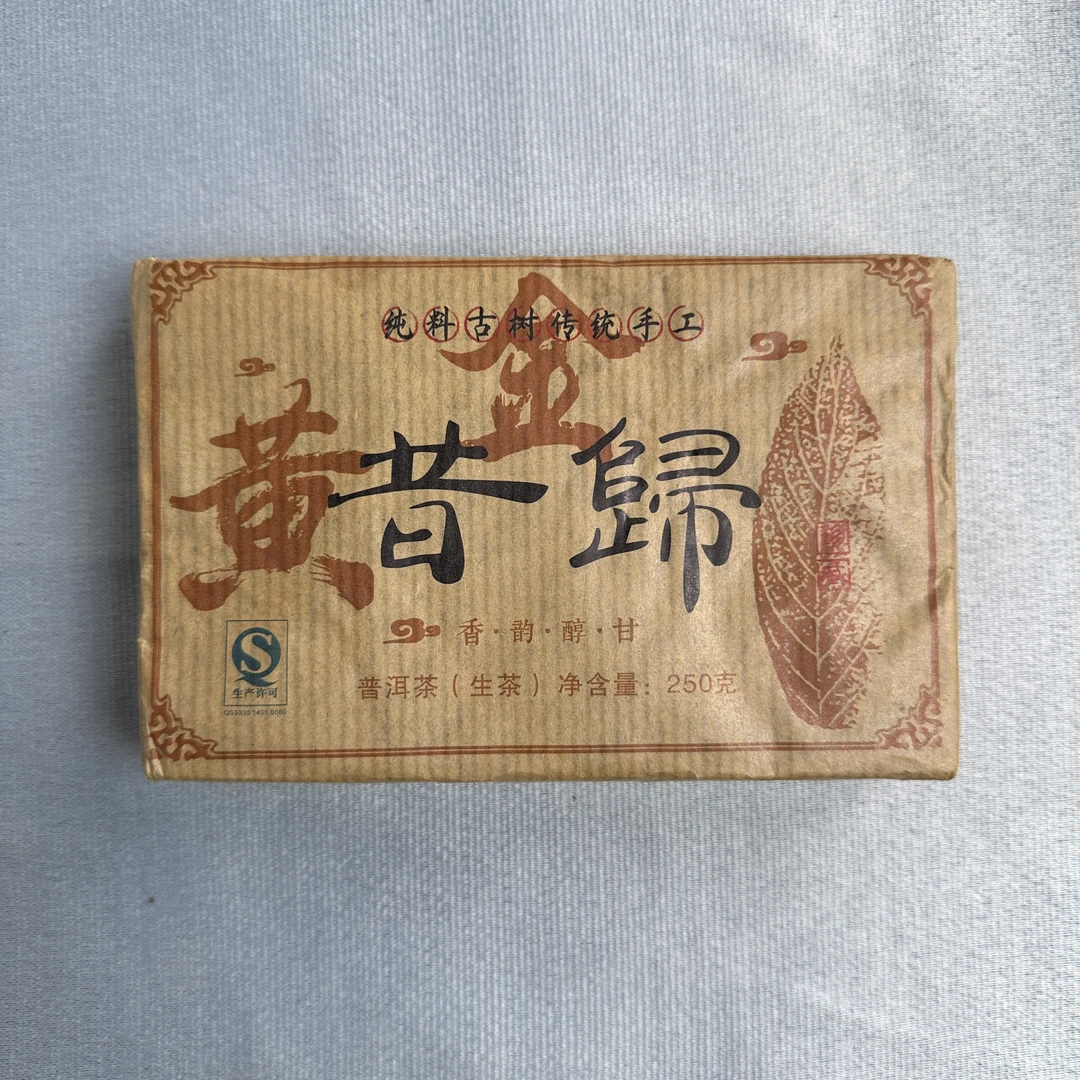 纯料古树传统手工
黄金
昔歸
香·韵·醇·甘
普洱茶（生茶）净含量：250克
生产许可